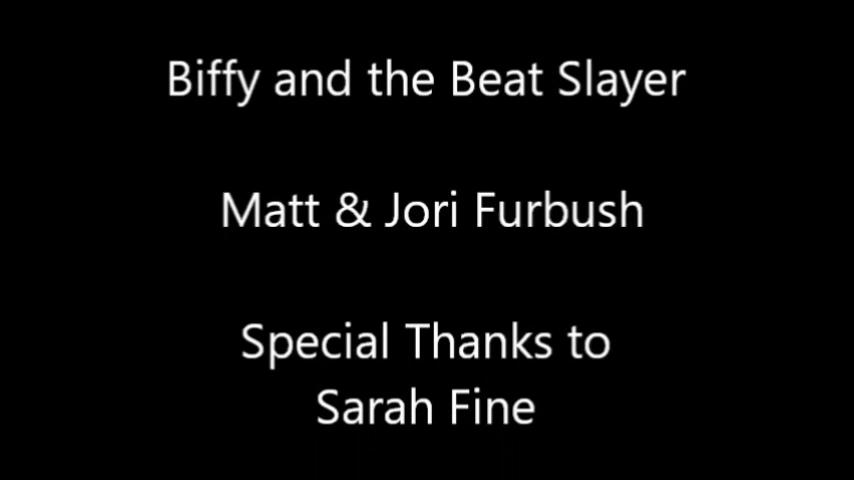 Biffy and the Beat Slayer
Matt & Jori Furbush
Special Thanks to
Sarah Fine